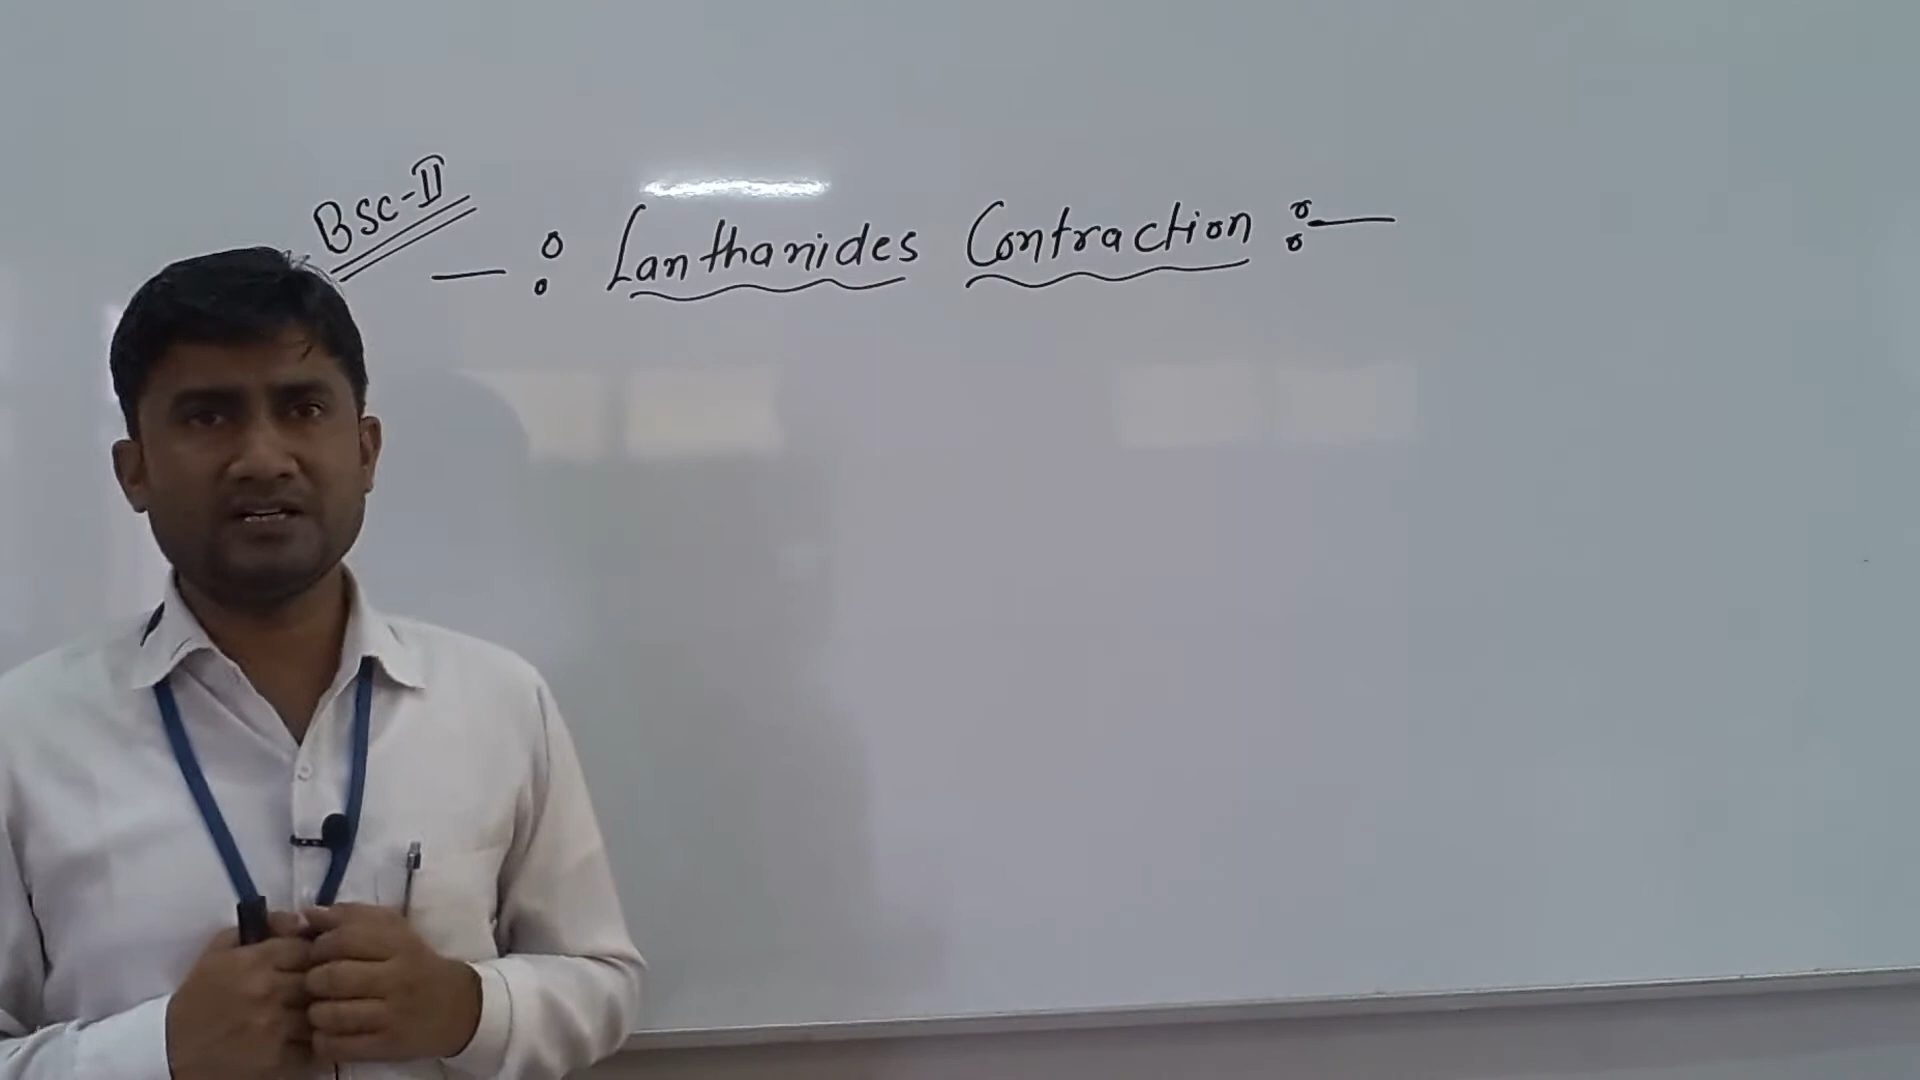 Bsc-II
—: Lanthanides Contraction :—